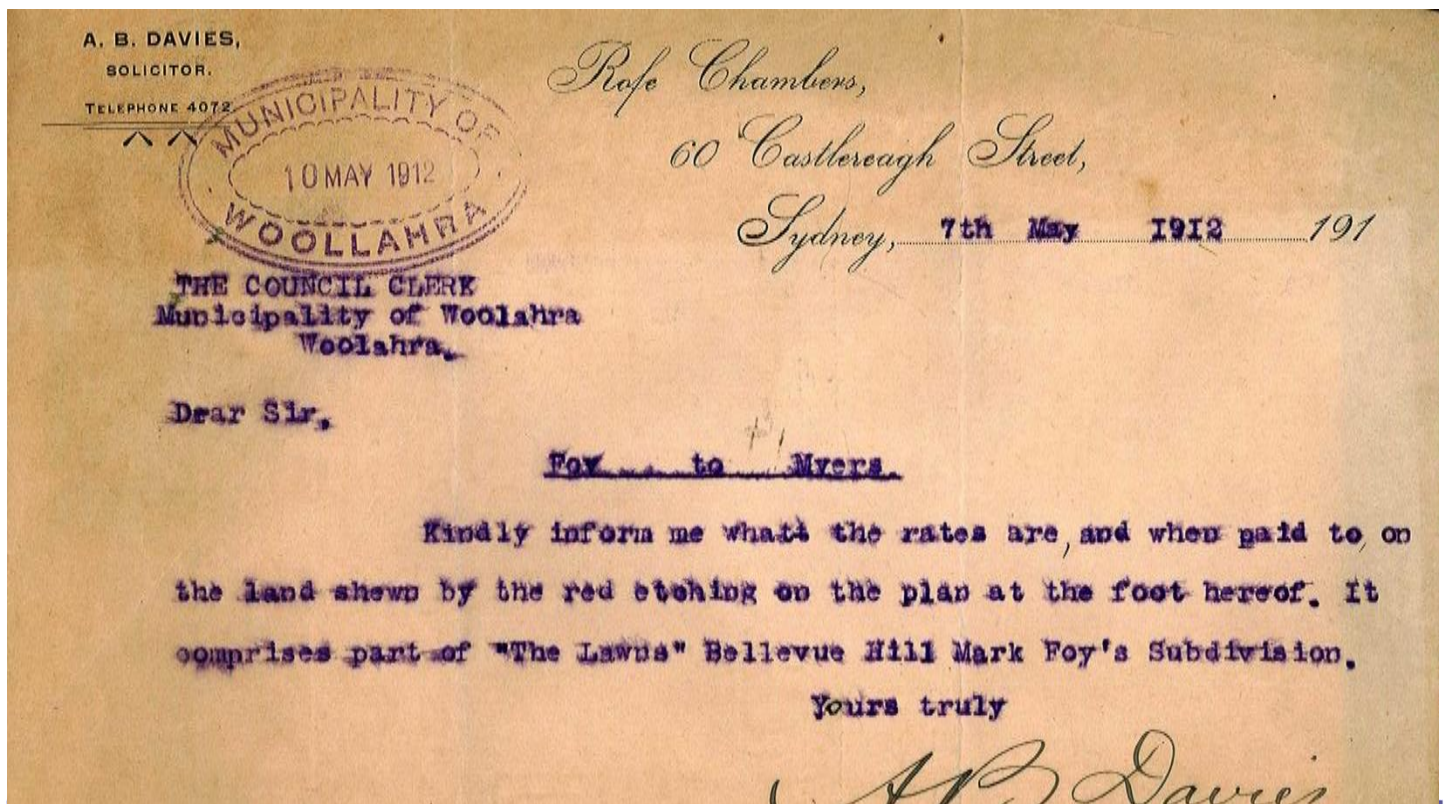 A. B. DAVIES,
SOLICITOR.
TELEPHONE 4072.
MUNICIPALITY OF
10 MAY 1912
WOOLLAHRA
Rofe Chambers,
60 Castlereagh Street,
Sydney, 7th May 1912 191
THE COUNCIL CLERK
Municipality of Woolahra
Woolahra.
Dear Sir,
Foy to Myers.
Kindly inform me whatt the rates are, and when paid to, on
the land shewn by the red etching on the plan at the foot hereof. It
comprises part of "The Lawns" Bellevue Hill Mark Foy's Subdivision.
Yours truly
A B Davies